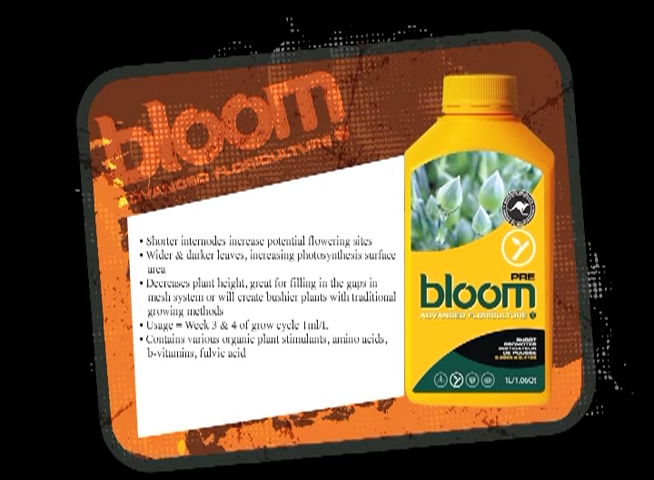 bloom
ADVANCED FLORICULTURE
• Shorter internodes increase potential flowering sites
• Wider & darker leaves, increasing photosynthesis surface
area
• Decreases plant height, great for filling in the gaps in
mesh system or will create bushier plants with traditional
growing methods
• Usage = Week 3 & 4 of grow cycle 1ml/L
• Contains various organic plant stimulants, amino acids,
b-vitamins, fulvic acid
PRE
bloom
ADVANCED FLORICULTURE
SHOOT
PROMOTER
1L/1.06Qt